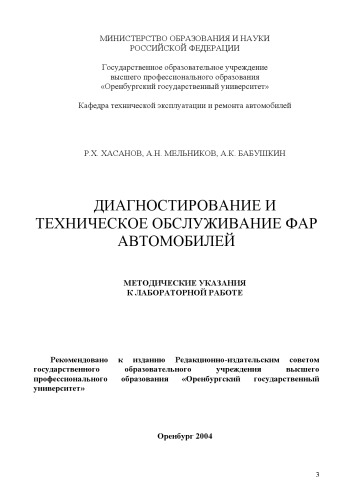 МИНИСТЕРСТВО ОБРАЗОВАНИЯ И НАУКИ
РОССИЙСКОЙ ФЕДЕРАЦИИ
Государственное образовательное учреждение
высшего профессионального образования
«Оренбургский государственный университет»
Кафедра технической эксплуатации и ремонта автомобилей
Р.Х. ХАСАНОВ, А.Н. МЕЛЬНИКОВ, А.К. БАБУШКИН
ДИАГНОСТИРОВАНИЕ И
ТЕХНИЧЕСКОЕ ОБСЛУЖИВАНИЕ ФАР
АВТОМОБИЛЕЙ
МЕТОДИЧЕСКИЕ УКАЗАНИЯ
К ЛАБОРАТОРНОЙ РАБОТЕ
Рекомендовано к изданию Редакционно-издательским советом
государственного образовательного учреждения высшего
профессионального образования «Оренбургский государственный
университет»
Оренбург 2004
3